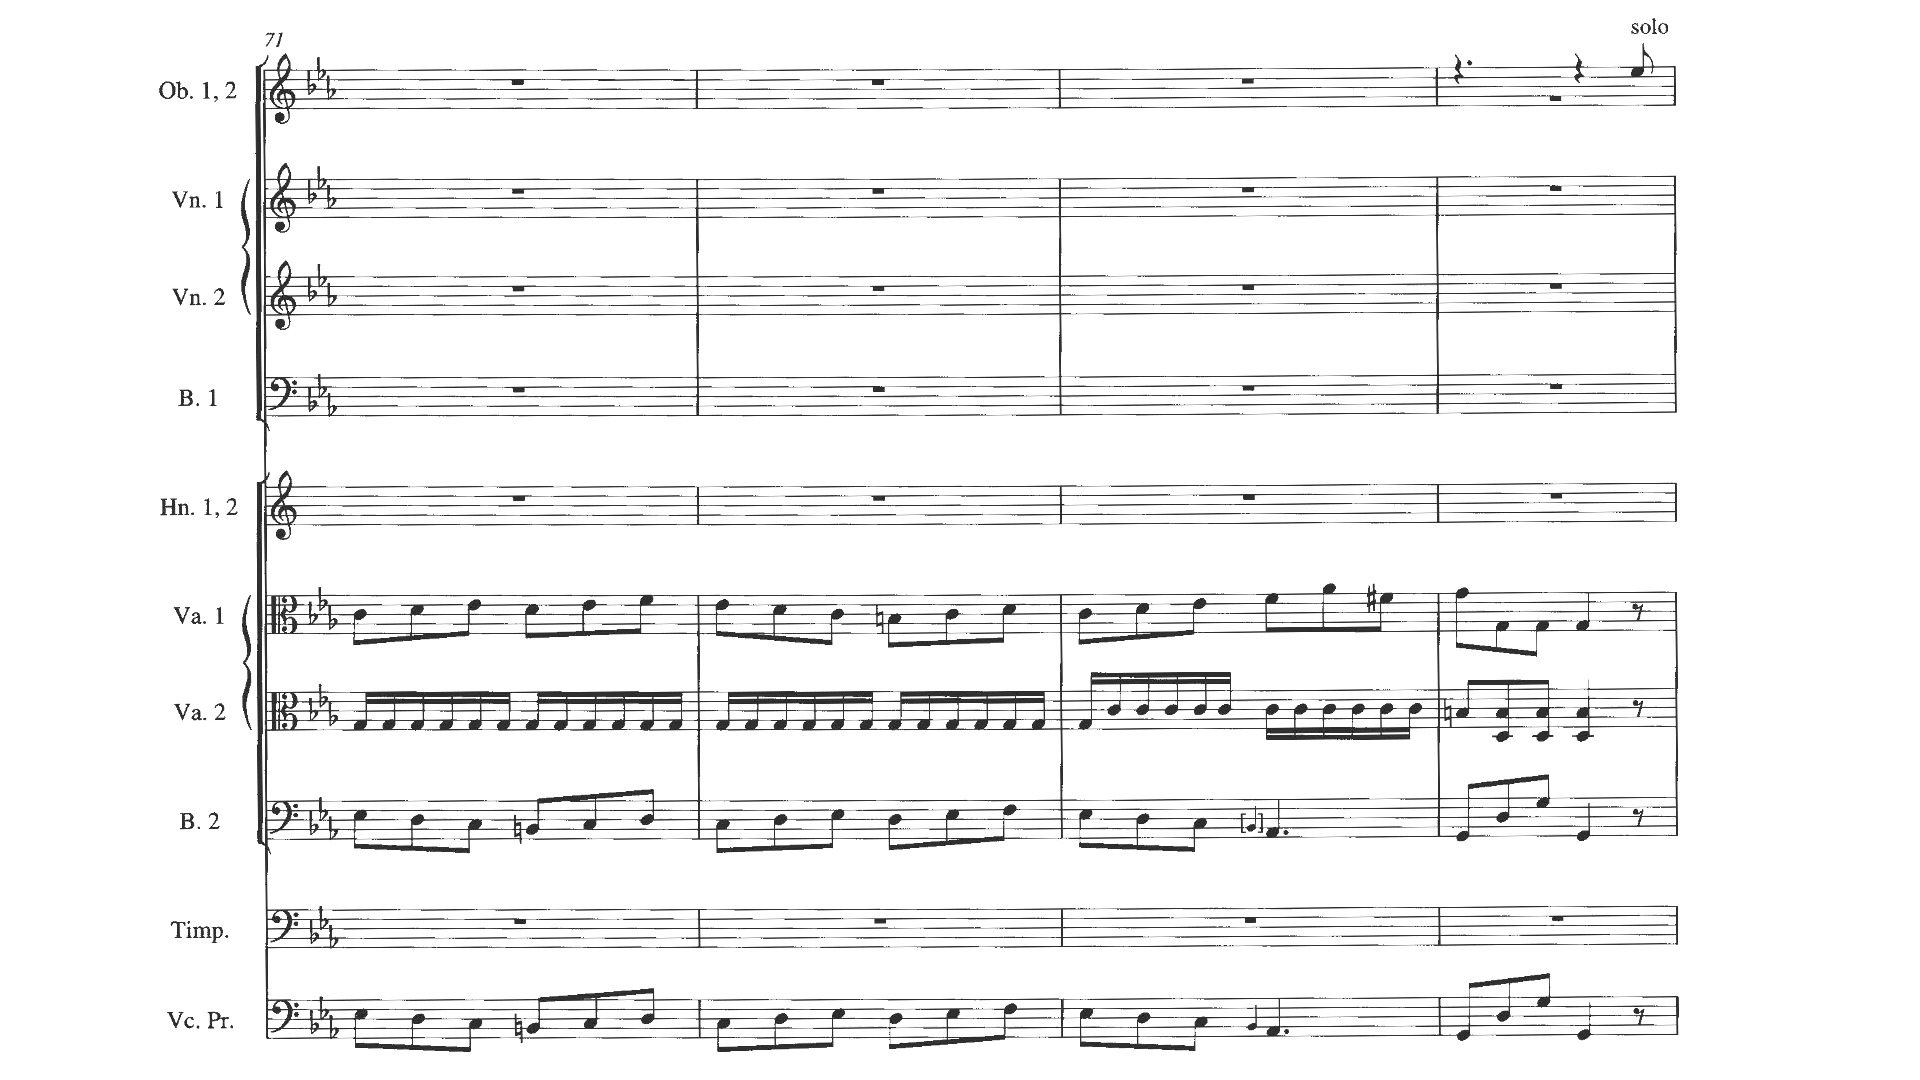 solo
71
Ob. 1, 2
Vn. 1
Vn. 2
B. 1
Hn. 1, 2
Va. 1
Va. 2
B. 2
Timp.
Vc. Pr.